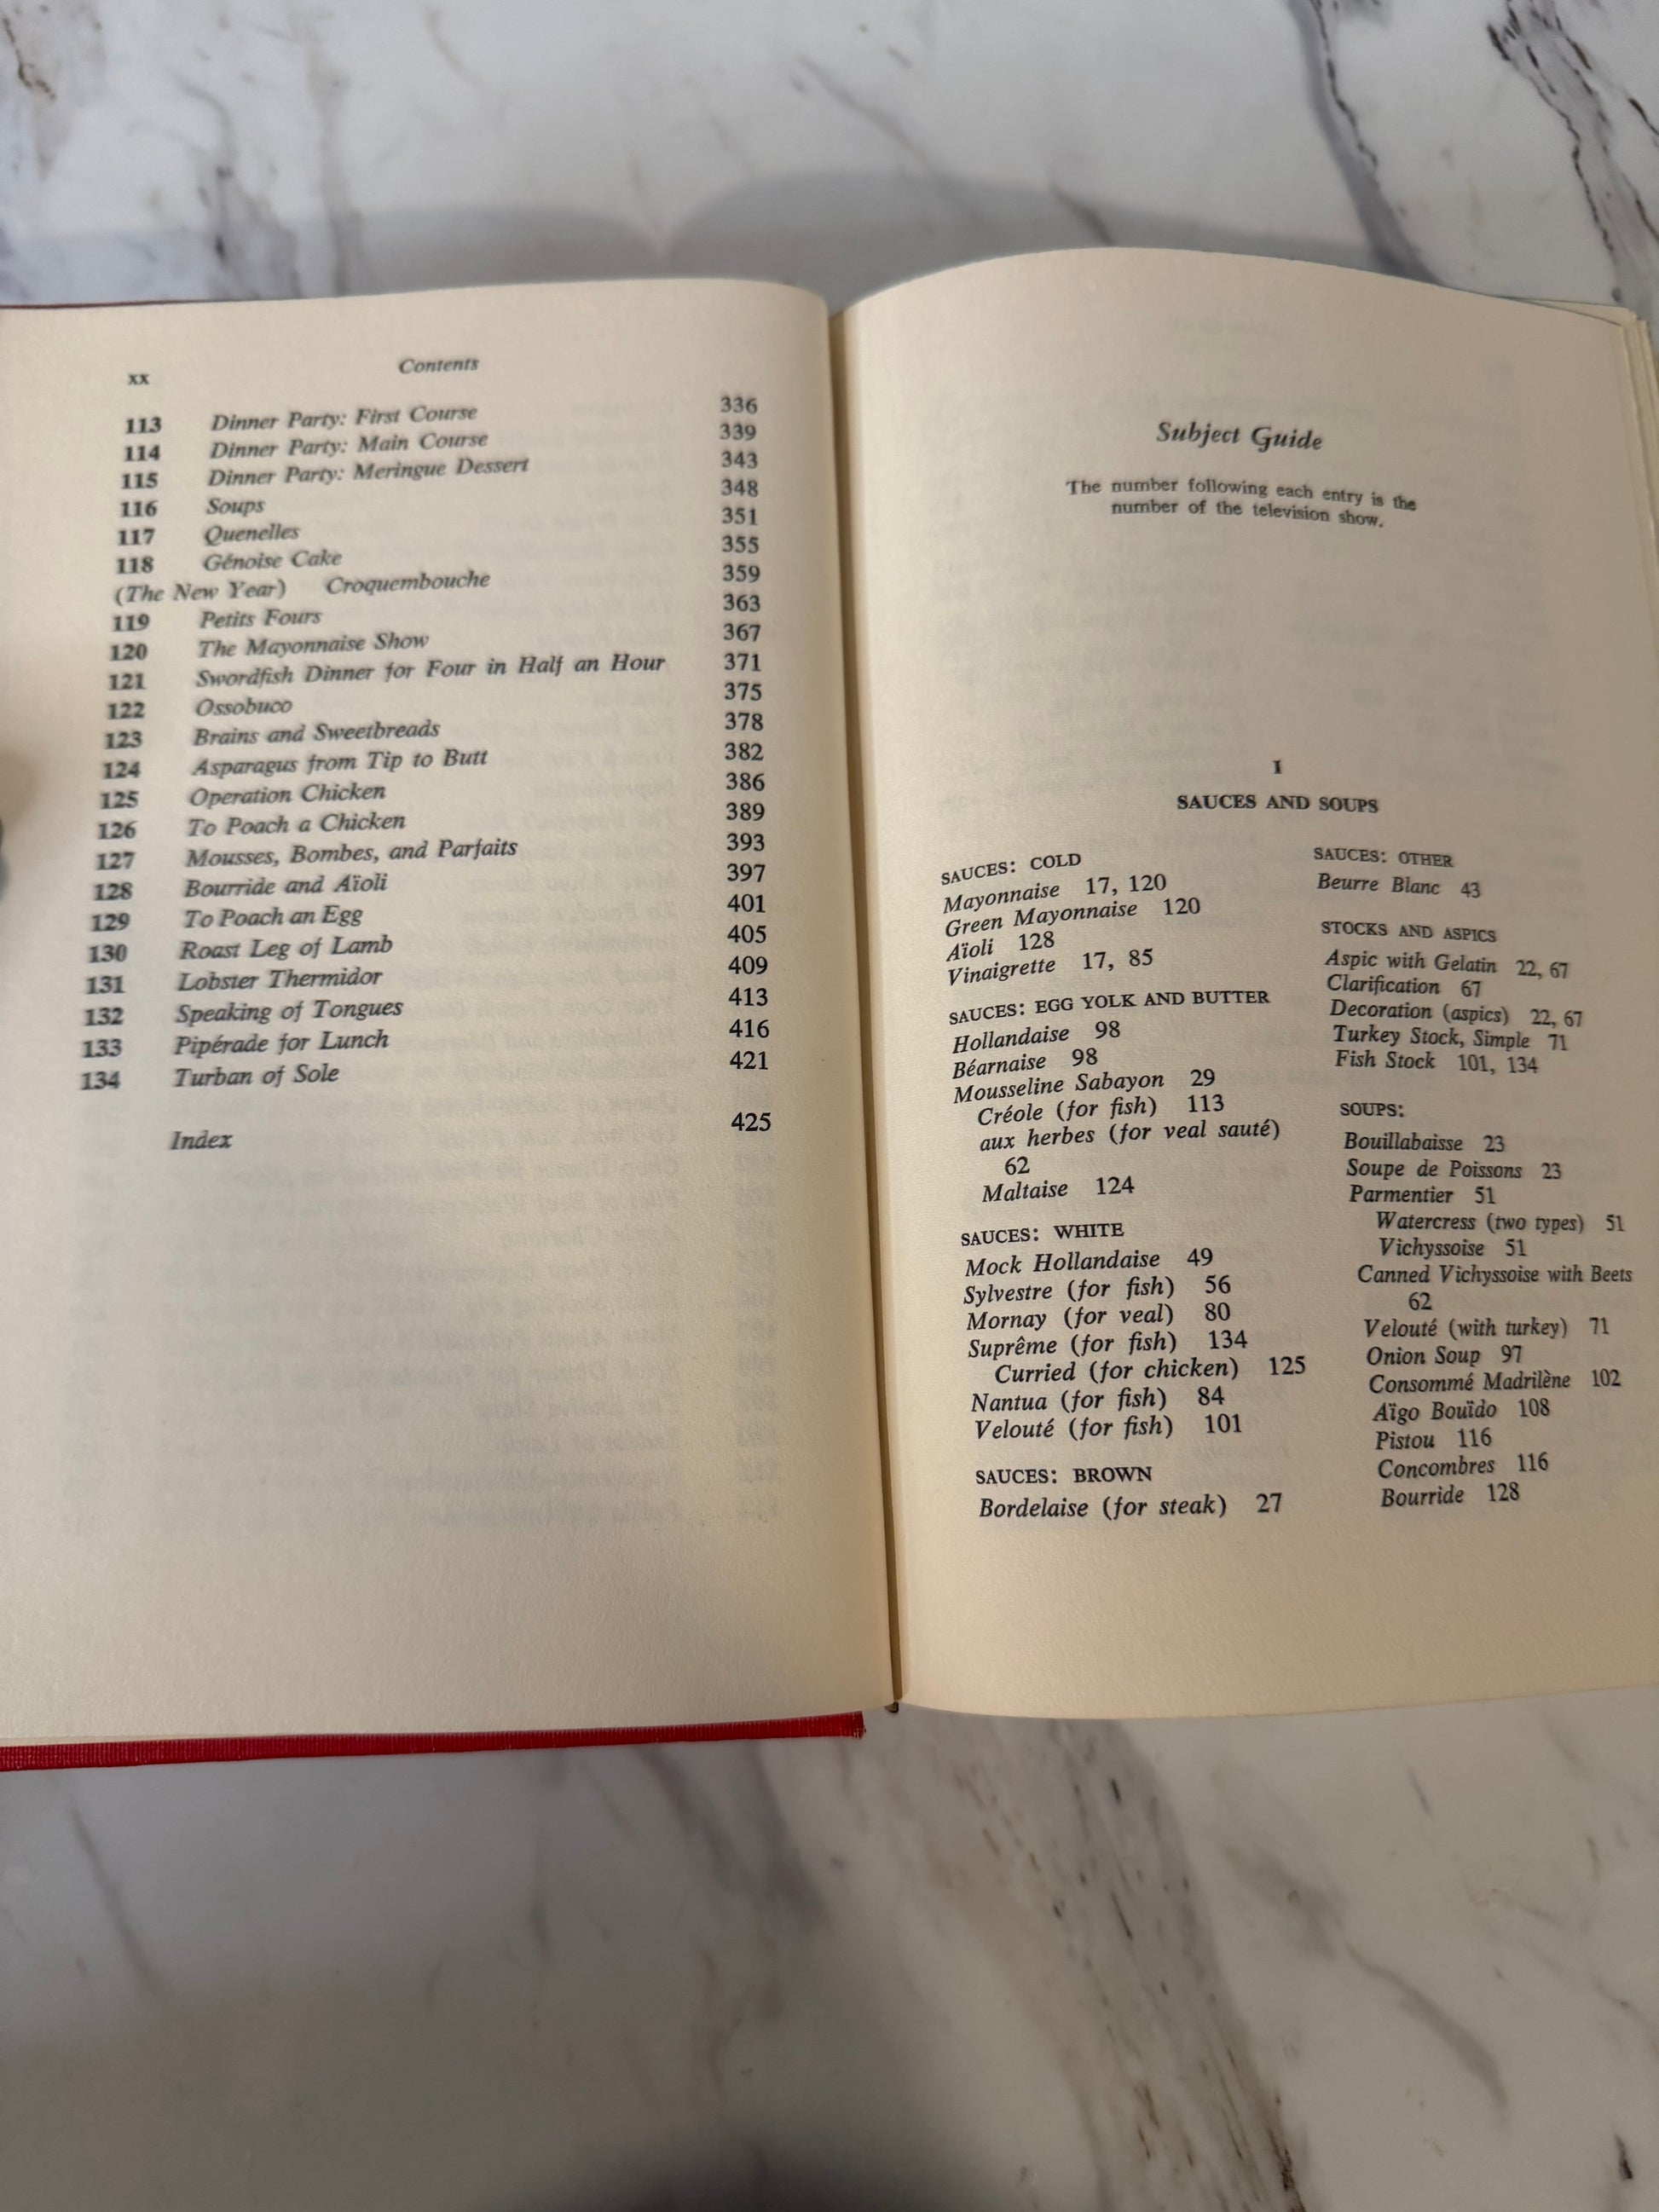 xx Contents
113 Dinner Party: First Course 336
114 Dinner Party: Main Course 339
115 Dinner Party: Meringue Dessert 343
116 Soups 348
117 Quenelles 351
118 Génoise Cake 355
(The New Year) Croquembouche 359
119 Petits Fours 363
120 The Mayonnaise Show 367
121 Swordfish Dinner for Four in Half an Hour 371
122 Ossobuco 375
123 Brains and Sweetbreads 378
124 Asparagus from Tip to Butt 382
125 Operation Chicken 386
126 To Poach a Chicken 389
127 Mousses, Bombes, and Parfaits 393
128 Bourride and Aïoli 397
129 To Poach an Egg 401
130 Roast Leg of Lamb 405
131 Lobster Thermidor 409
132 Speaking of Tongues 413
133 Pipérade for Lunch 416
134 Turban of Sole 421
Index 425
Subject Guide
The number following each entry is the
number of the television show.
I
SAUCES AND SOUPS
SAUCES: COLD
Mayonnaise 17, 120
Green Mayonnaise 120
Aïoli 128
Vinaigrette 17, 85
SAUCES: EGG YOLK AND BUTTER
Hollandaise 98
Béarnaise 98
Mousseline Sabayon 29
Créole (for fish) 113
aux herbes (for veal sauté)
62
Maltaise 124
SAUCES: WHITE
Mock Hollandaise 49
Sylvestre (for fish) 56
Mornay (for veal) 80
Suprême (for fish) 134
Curried (for chicken) 125
Nantua (for fish) 84
Velouté (for fish) 101
SAUCES: BROWN
Bordelaise (for steak) 27
SAUCES: OTHER
Beurre Blanc 43
STOCKS AND ASPICS
Aspic with Gelatin 22, 67
Clarification 67
Decoration (aspics) 22, 67
Turkey Stock, Simple 71
Fish Stock 101, 134
SOUPS:
Bouillabaisse 23
Soupe de Poissons 23
Parmentier 51
Watercress (two types) 51
Vichyssoise 51
Canned Vichyssoise with Beets
62
Velouté (with turkey) 71
Onion Soup 97
Consommé Madrilène 102
Aïgo Bouïdo 108
Pistou 116
Concombres 116
Bourride 128